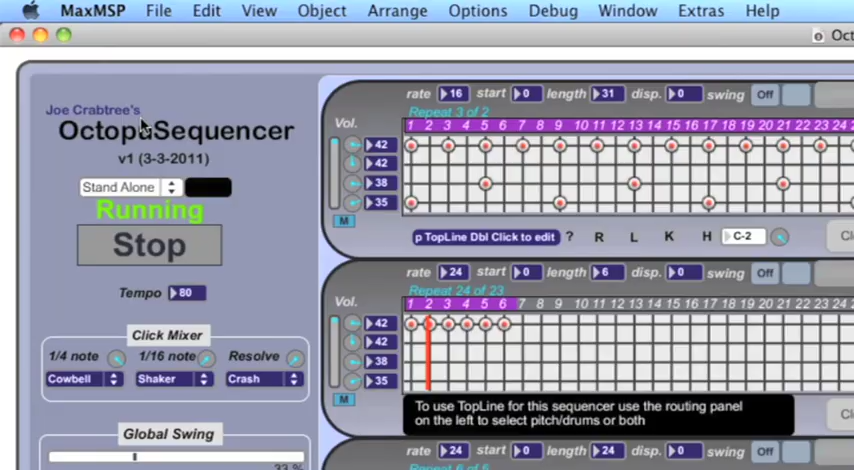 MaxMSP File Edit View Object Arrange Options Debug Window Extras Help
Oct
Joe Crabtree's
OctopuSequencer
v1 (3-3-2011)
Stand Alone
Running
Stop
Tempo 80
Click Mixer
1/4 note 1/16 note Resolve
Cowbell Shaker Crash
Global Swing
33 %
rate 16 start 0 length 31 disp. 0 swing Off
Repeat 3 of 2
Vol.
1 2 3 4 5 6 7 8 9 10 11 12 13 14 15 16 17 18 19 20 21 22 23 24
42
42
38
35
M
p TopLine Dbl Click to edit ? R L K H C-2
rate 24 start 0 length 6 disp. 0 swing Off
Repeat 24 of 23
Vol.
1 2 3 4 5 6 7 8 9 10 11 12 13 14 15 16 17 18 19 20 21 22 23 24
42
42
38
35
M
To use TopLine for this sequencer use the routing panel
on the left to select pitch/drums or both
rate 24 start 0 length 24 disp. 0 swing Off
Repeat 6 of 5